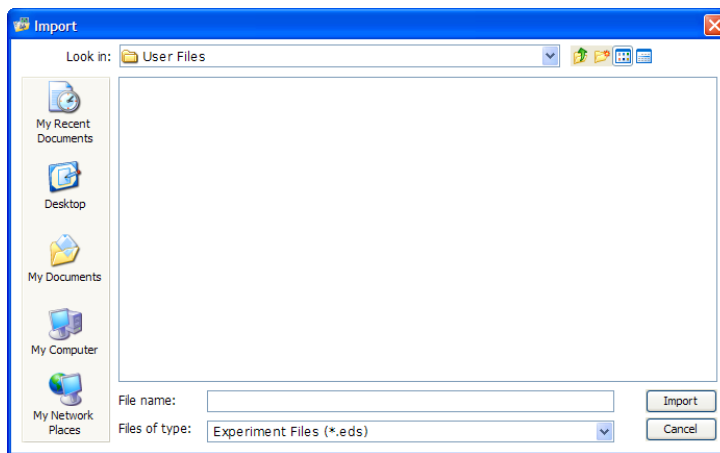 Import
Look in:
User Files
My Recent
Documents
Desktop
My Documents
My Computer
My Network
Places
File name:
Import
Files of type:
Experiment Files (*.eds)
Cancel